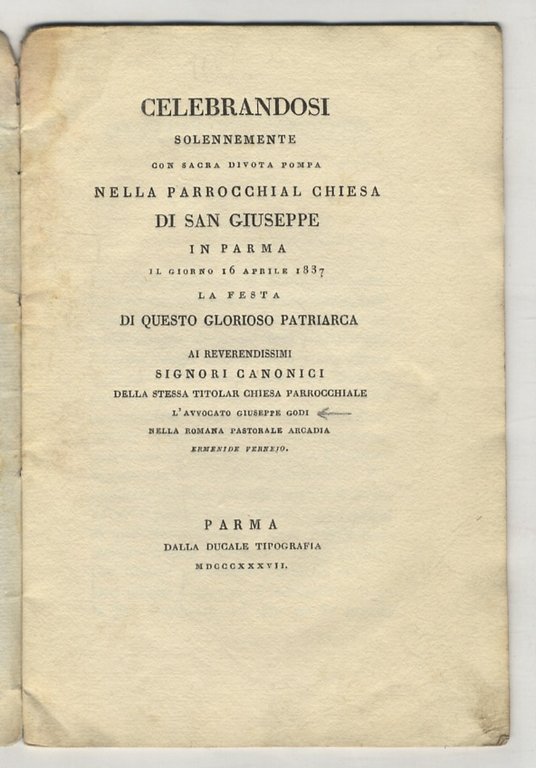 CELEBRANDOSI
SOLENNEMENTE
CON SACRA DIVOTA POMPA
NELLA PARROCCHIAL CHIESA
DI SAN GIUSEPPE
IN PARMA
IL GIORNO 16 APRILE 1837
LA FESTA
DI QUESTO GLORIOSO PATRIARCA
AI REVERENDISSIMI
SIGNORI CANONICI
DELLA STESSA TITOLAR CHIESA PARROCCHIALE
L'AVVOCATO GIUSEPPE GODI
NELLA ROMANA PASTORALE ARCADIA
ERMENIDE VERNEJO.
PARMA
DALLA DUCALE TIPOGRAFIA
MDCCCXXXVII.